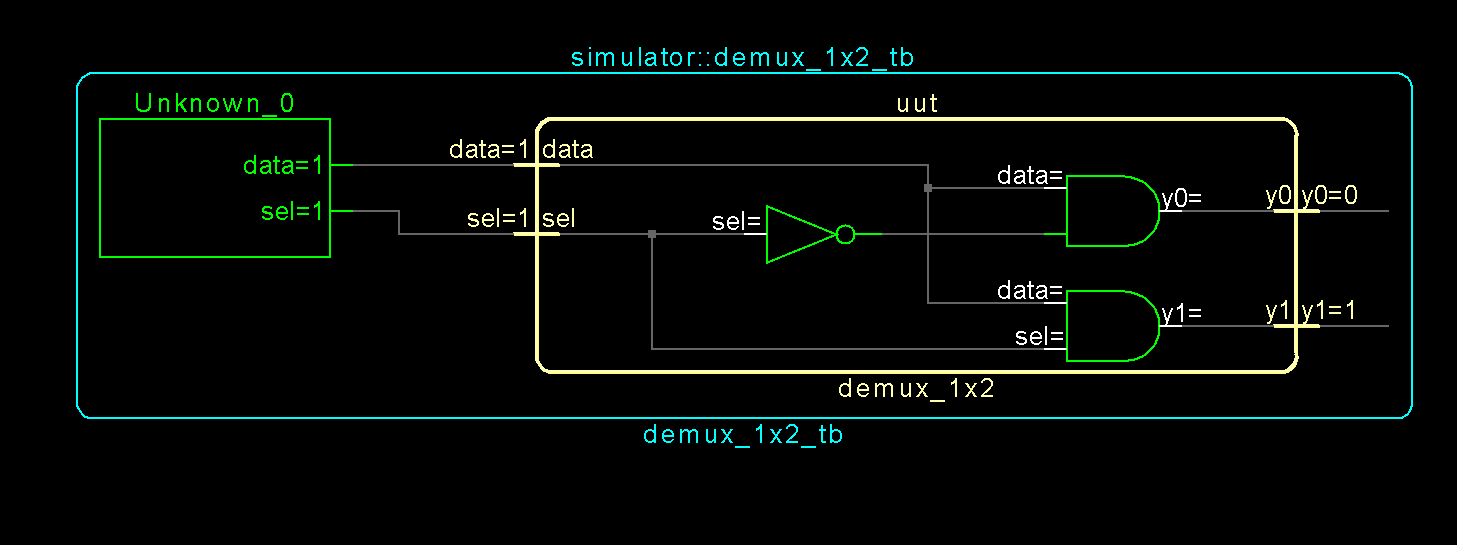 simulator::demux_1x2_tb
Unknown_0
uut
data=1
data=1 data
sel=1
sel=1 sel
sel=
data=
y0=
y0 y0=0
data=
sel=
y1=
y1 y1=1
demux_1x2
demux_1x2_tb